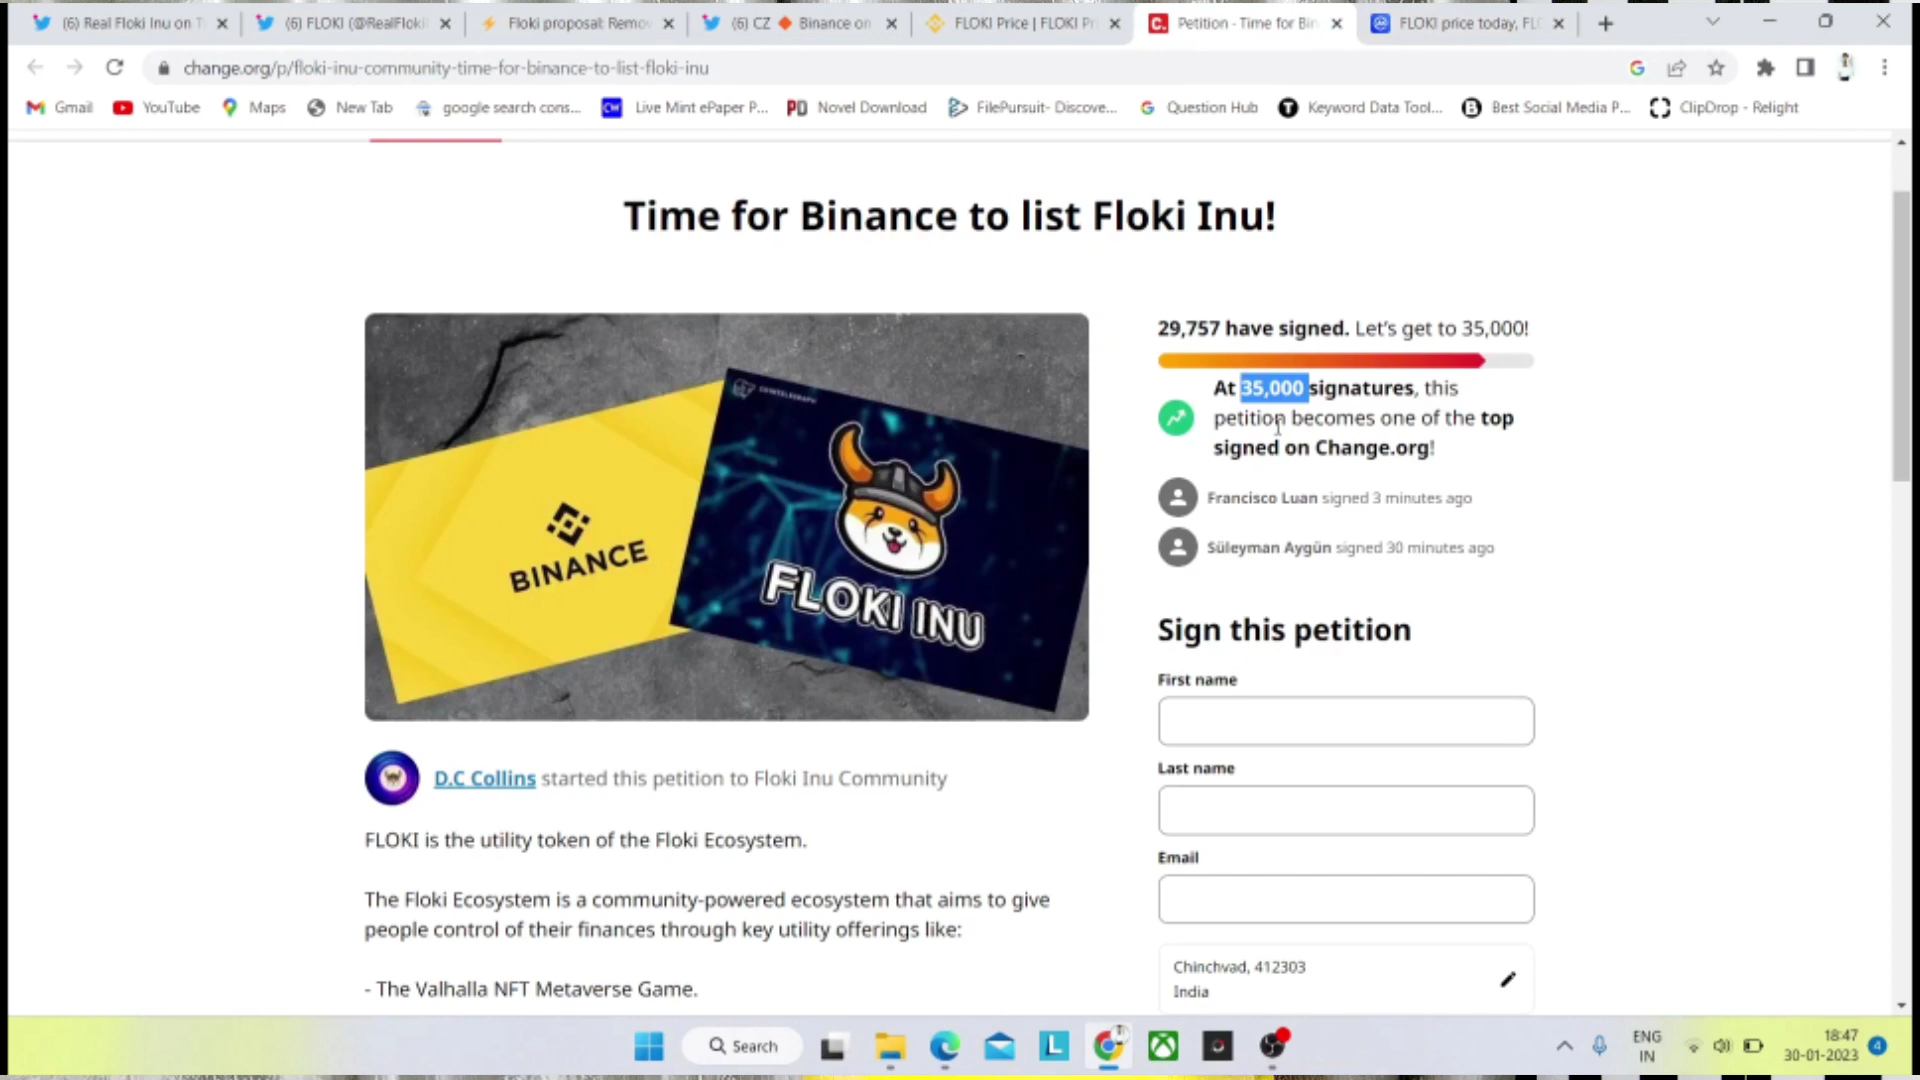 (6) Real Floki Inu on T
(6) FLOKI (@RealFloki
Floki proposal: Remo
(6) CZ 🔶 Binance on
FLOKI Price | FLOKI Pri
Petition · Time for Bin
FLOKI price today, FLO
change.org/p/floki-inu-community-time-for-binance-to-list-floki-inu
Gmail
YouTube
Maps
New Tab
google search cons...
Live Mint ePaper P...
Novel Download
FilePursuit- Discove...
Question Hub
Keyword Data Tool...
Best Social Media P...
ClipDrop - Relight
Time for Binance to list Floki Inu!
BINANCE
COINTELEGRAPH
FLOKI INU
29,757 have signed. Let's get to 35,000!
At 35,000 signatures, this
petition becomes one of the top
signed on Change.org!
Francisco Luan signed 3 minutes ago
Süleyman Aygün signed 30 minutes ago
Sign this petition
First name
Last name
Email
Chinchvad, 412303
India
D.C Collins started this petition to Floki Inu Community
FLOKI is the utility token of the Floki Ecosystem.
The Floki Ecosystem is a community-powered ecosystem that aims to give
people control of their finances through key utility offerings like:
- The Valhalla NFT Metaverse Game.
Search
ENG
IN
18:47
30-01-2023
4